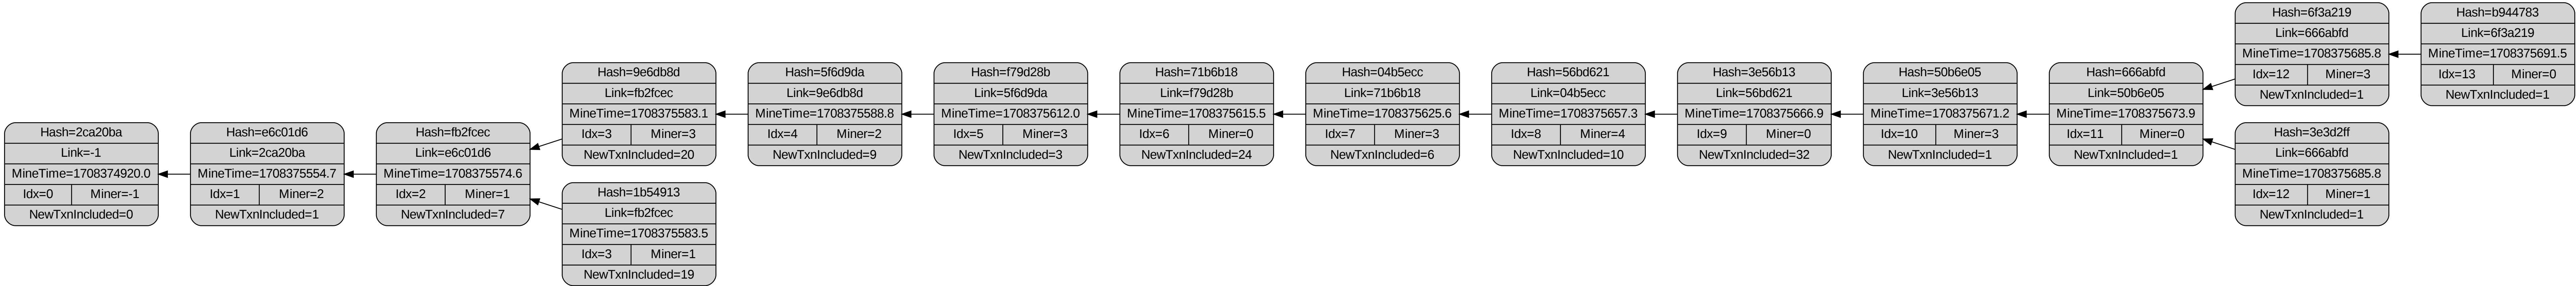 Hash=2ca20ba
Link=-1
MineTime=1708374920.0
Idx=0 Miner=-1
NewTxnIncluded=0
Hash=e6c01d6
Link=2ca20ba
MineTime=1708375554.7
Idx=1 Miner=2
NewTxnIncluded=1
Hash=fb2fcec
Link=e6c01d6
MineTime=1708375574.6
Idx=2 Miner=1
NewTxnIncluded=7
Hash=9e6db8d
Link=fb2fcec
MineTime=1708375583.1
Idx=3 Miner=3
NewTxnIncluded=20
Hash=1b54913
Link=fb2fcec
MineTime=1708375583.5
Idx=3 Miner=1
NewTxnIncluded=19
Hash=5f6d9da
Link=9e6db8d
MineTime=1708375588.8
Idx=4 Miner=2
NewTxnIncluded=9
Hash=f79d28b
Link=5f6d9da
MineTime=1708375612.0
Idx=5 Miner=3
NewTxnIncluded=3
Hash=71b6b18
Link=f79d28b
MineTime=1708375615.5
Idx=6 Miner=0
NewTxnIncluded=24
Hash=04b5ecc
Link=71b6b18
MineTime=1708375625.6
Idx=7 Miner=3
NewTxnIncluded=6
Hash=56bd621
Link=04b5ecc
MineTime=1708375657.3
Idx=8 Miner=4
NewTxnIncluded=10
Hash=3e56b13
Link=56bd621
MineTime=1708375666.9
Idx=9 Miner=0
NewTxnIncluded=32
Hash=50b6e05
Link=3e56b13
MineTime=1708375671.2
Idx=10 Miner=3
NewTxnIncluded=1
Hash=666abfd
Link=50b6e05
MineTime=1708375673.9
Idx=11 Miner=0
NewTxnIncluded=1
Hash=6f3a219
Link=666abfd
MineTime=1708375685.8
Idx=12 Miner=3
NewTxnIncluded=1
Hash=3e3d2ff
Link=666abfd
MineTime=1708375685.8
Idx=12 Miner=1
NewTxnIncluded=1
Hash=b944783
Link=6f3a219
MineTime=1708375691.5
Idx=13 Miner=0
NewTxnIncluded=1